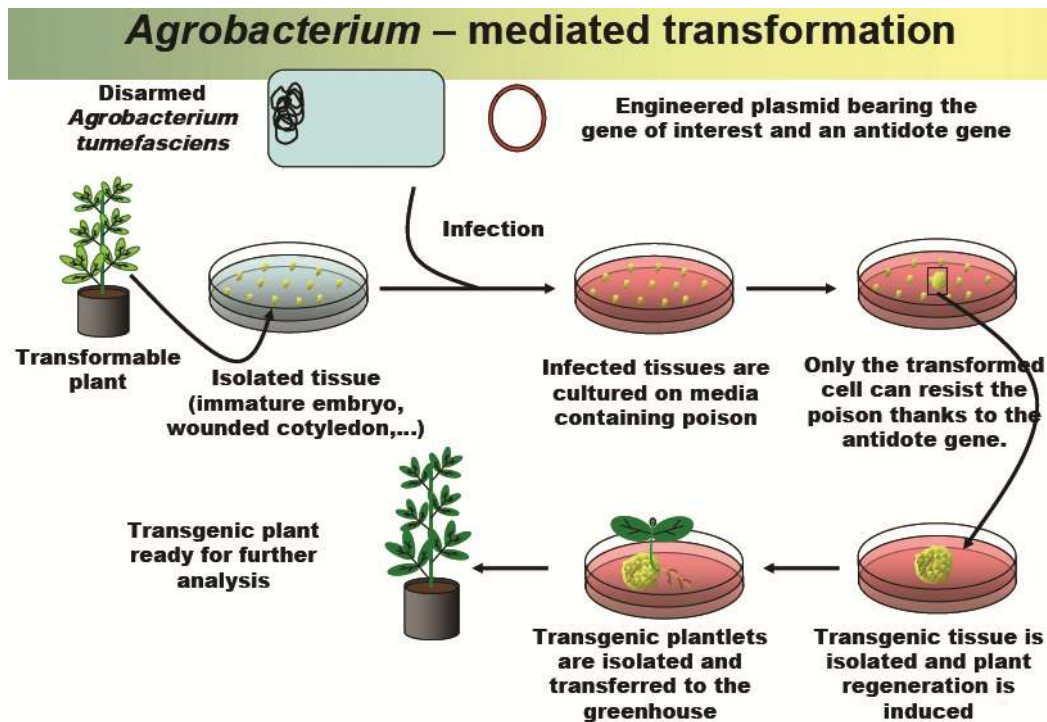 Agrobacterium – mediated transformation
Disarmed
Agrobacterium
tumefasciens
Engineered plasmid bearing the
gene of interest and an antidote gene
Infection
Transformable
plant
Isolated tissue
(immature embryo,
wounded cotyledon,...)
Infected tissues are
cultured on media
containing poison
Only the transformed
cell can resist the
poison thanks to the
antidote gene.
Transgenic plant
ready for further
analysis
Transgenic plantlets
are isolated and
transferred to the
greenhouse
Transgenic tissue is
isolated and plant
regeneration is
induced